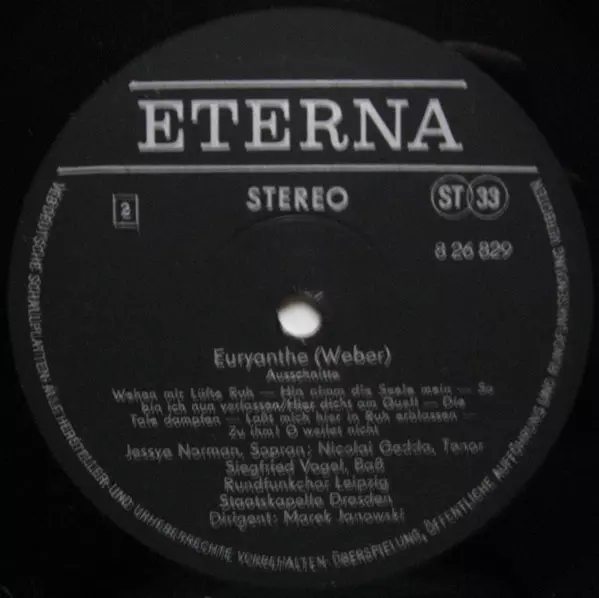 ETERNA
2
STEREO
ST 33
8 26 829
Euryanthe (Weber)
Ausschnitte
Wehen mir Lüfte Ruh — Hin nimm die Seele mein — So
bin ich nun verlassen/Hier dicht am Quell — Die
Tale dampfen — Laßt mich hier in Ruh erblassen —
Zu ihm! O weilet nicht
Jessye Norman, Sopran; Nicolai Gedda, Tenor
Siegfried Vogel, Baß
Rundfunkchor Leipzig
Staatskapelle Dresden
Dirigent: Marek Janowski
VEB DEUTSCHE SCHALLPLATTEN · ALLE HERSTELLER- UND URHEBERRECHTE VORBEHALTEN · ÜBERSPIELUNG, ÖFFENTLICHE AUFFÜHRUNG UND RUNDFUNKSENDUNG VERBOTEN